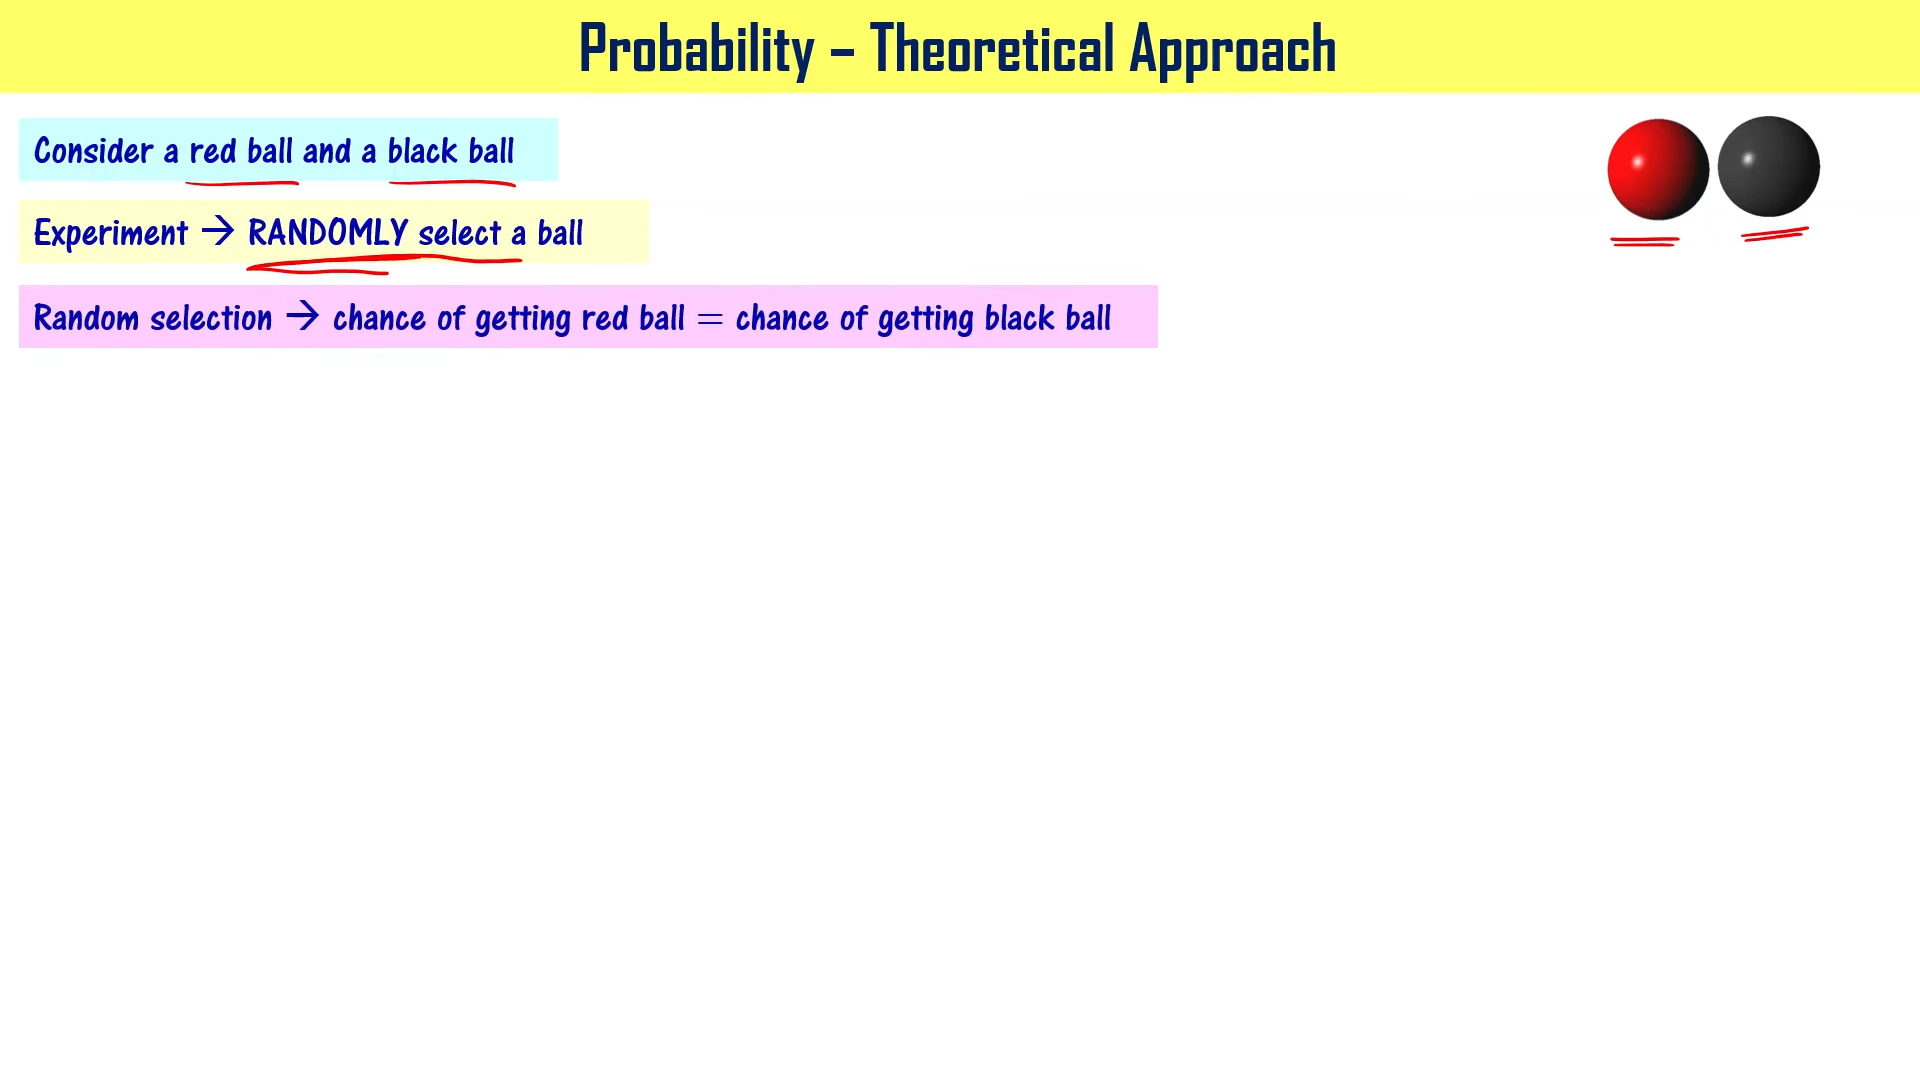 Probability – Theoretical Approach
Consider a red ball and a black ball
Experiment → RANDOMLY select a ball
Random selection → chance of getting red ball = chance of getting black ball